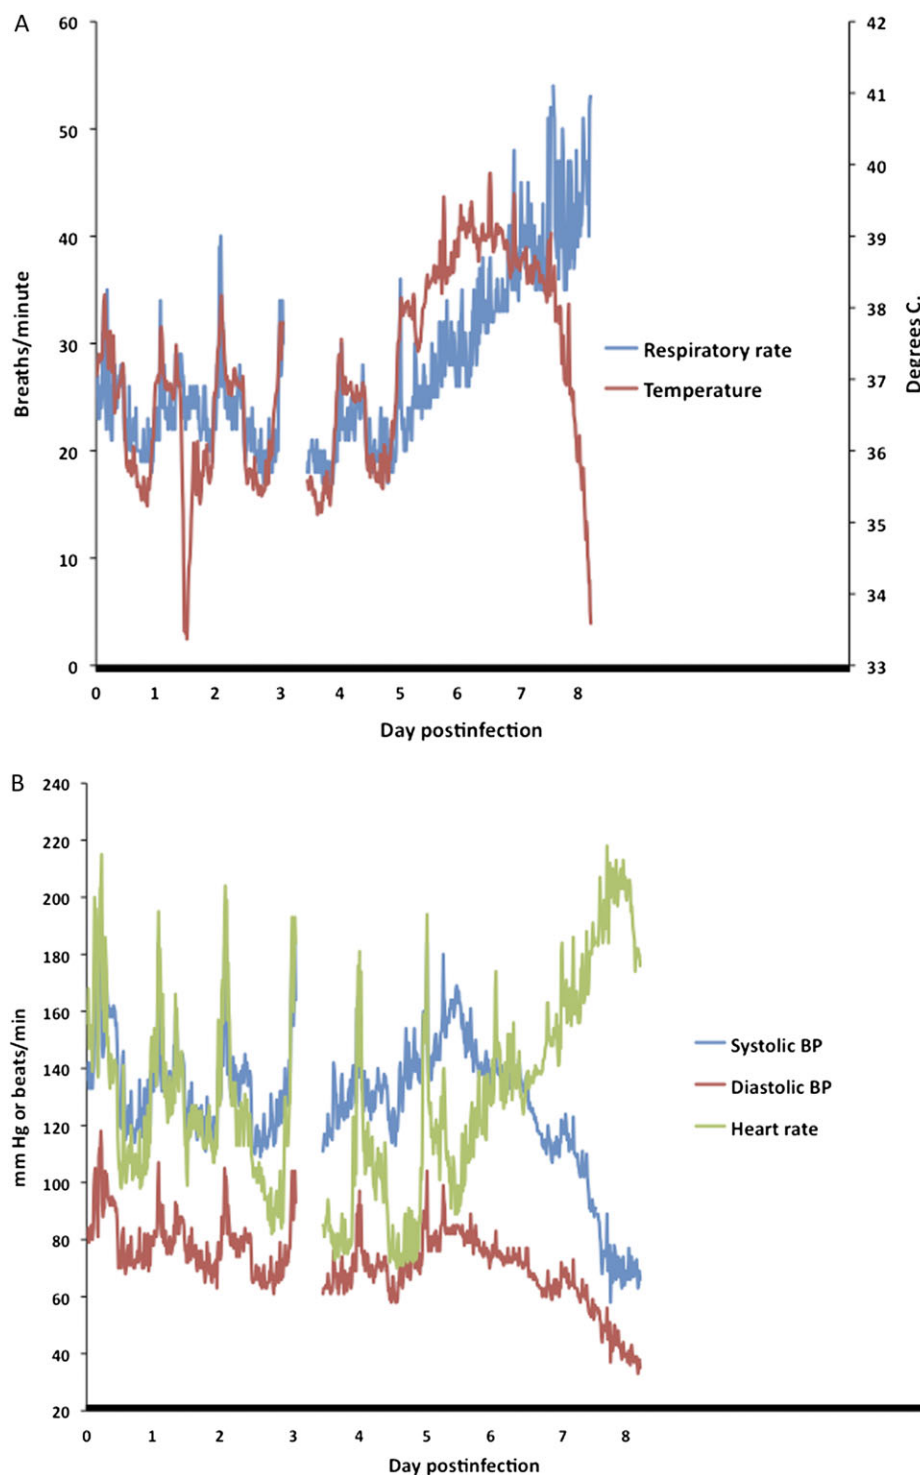 A
60
50
40
30
20
10
0
Breaths/minute
42
41
40
39
38
37
36
35
34
33
Degrees C.
Respiratory rate
Temperature
0 1 2 3 4 5 6 7 8
Day postinfection
B
240
220
200
180
160
140
120
100
80
60
40
20
mm Hg or beats/min
Systolic BP
Diastolic BP
Heart rate
0 1 2 3 4 5 6 7 8
Day postinfection